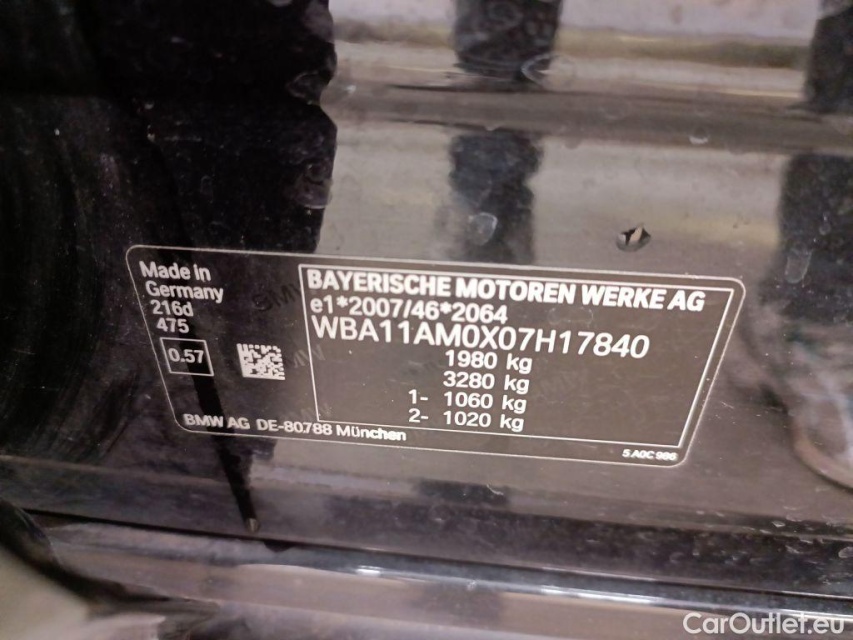 Made in
Germany
216d
475
0.57
BMW AG DE-80788 München
BAYERISCHE MOTOREN WERKE AG
e1*2007/46*2064
WBA11AM0X07H17840
1980 kg
3280 kg
1- 1060 kg
2- 1020 kg
5 A0C 986
CarOutlet.eu